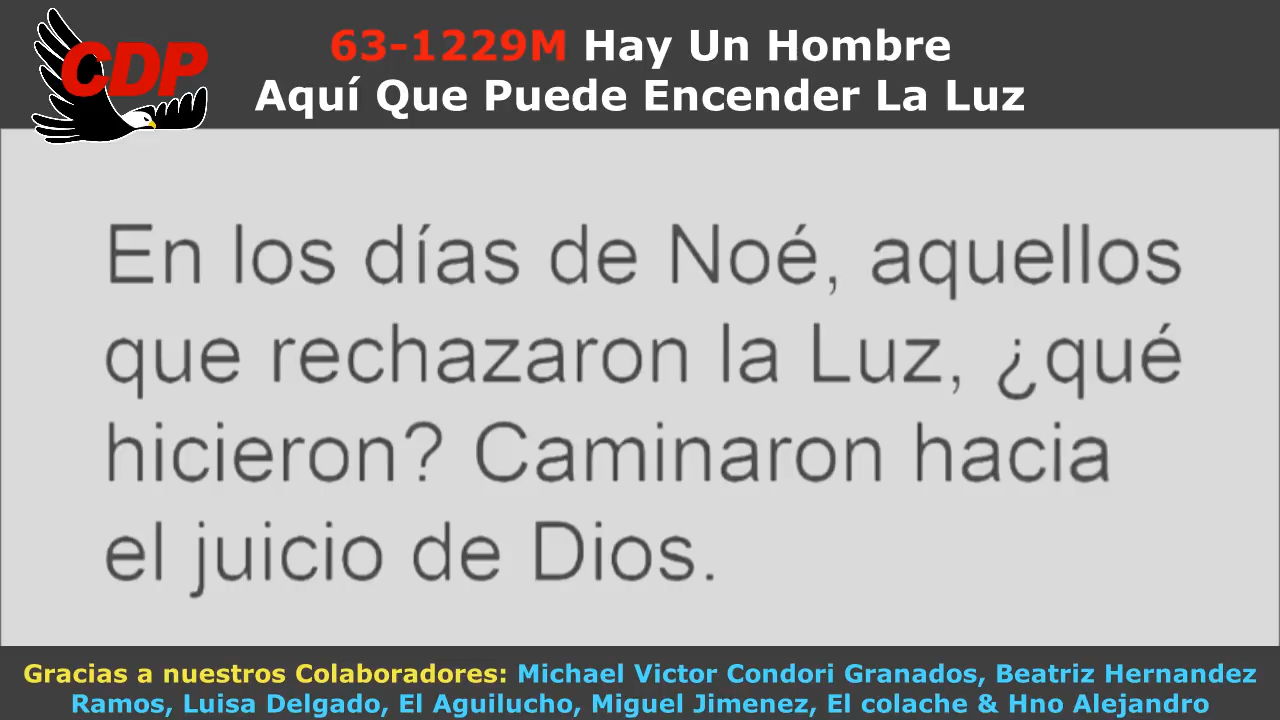 CDP
63-1229M Hay Un Hombre
Aquí Que Puede Encender La Luz
En los días de Noé, aquellos
que rechazaron la Luz, ¿qué
hicieron? Caminaron hacia
el juicio de Dios.
Gracias a nuestros Colaboradores: Michael Victor Condori Granados, Beatriz Hernandez
Ramos, Luisa Delgado, El Aguilucho, Miguel Jimenez, El colache & Hno Alejandro